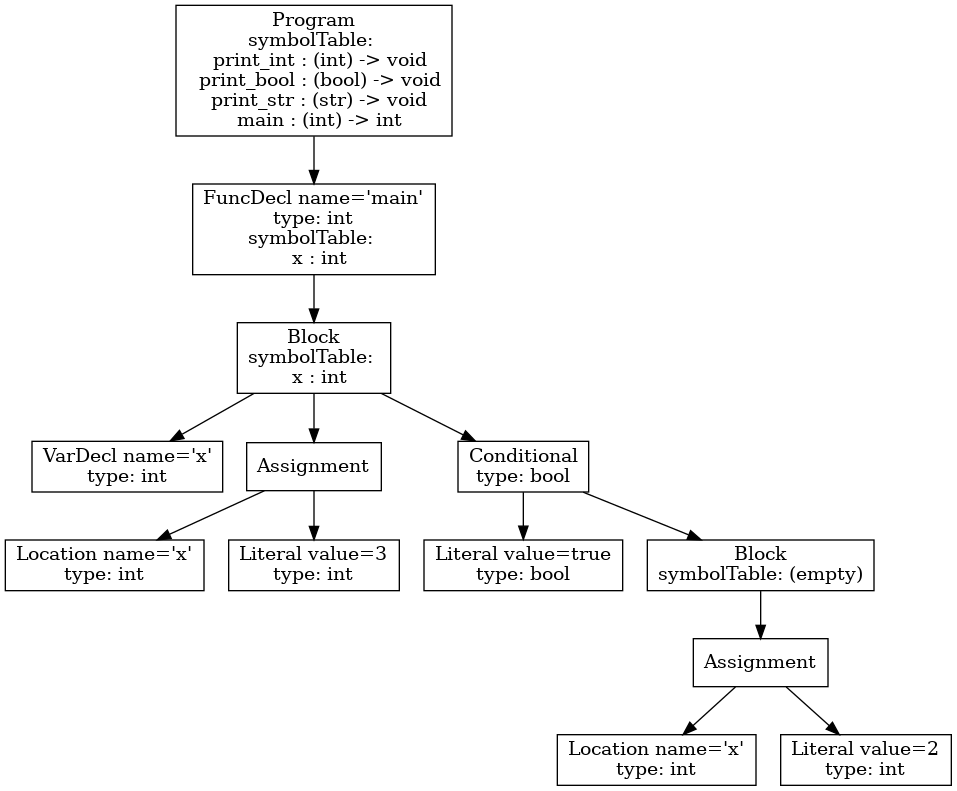 Program
symbolTable:
print_int : (int) -> void
print_bool : (bool) -> void
print_str : (str) -> void
main : (int) -> int
FuncDecl name='main'
type: int
symbolTable:
x : int
Block
symbolTable:
x : int
VarDecl name='x'
type: int
Assignment
Conditional
type: bool
Location name='x'
type: int
Literal value=3
type: int
Literal value=true
type: bool
Block
symbolTable: (empty)
Assignment
Location name='x'
type: int
Literal value=2
type: int